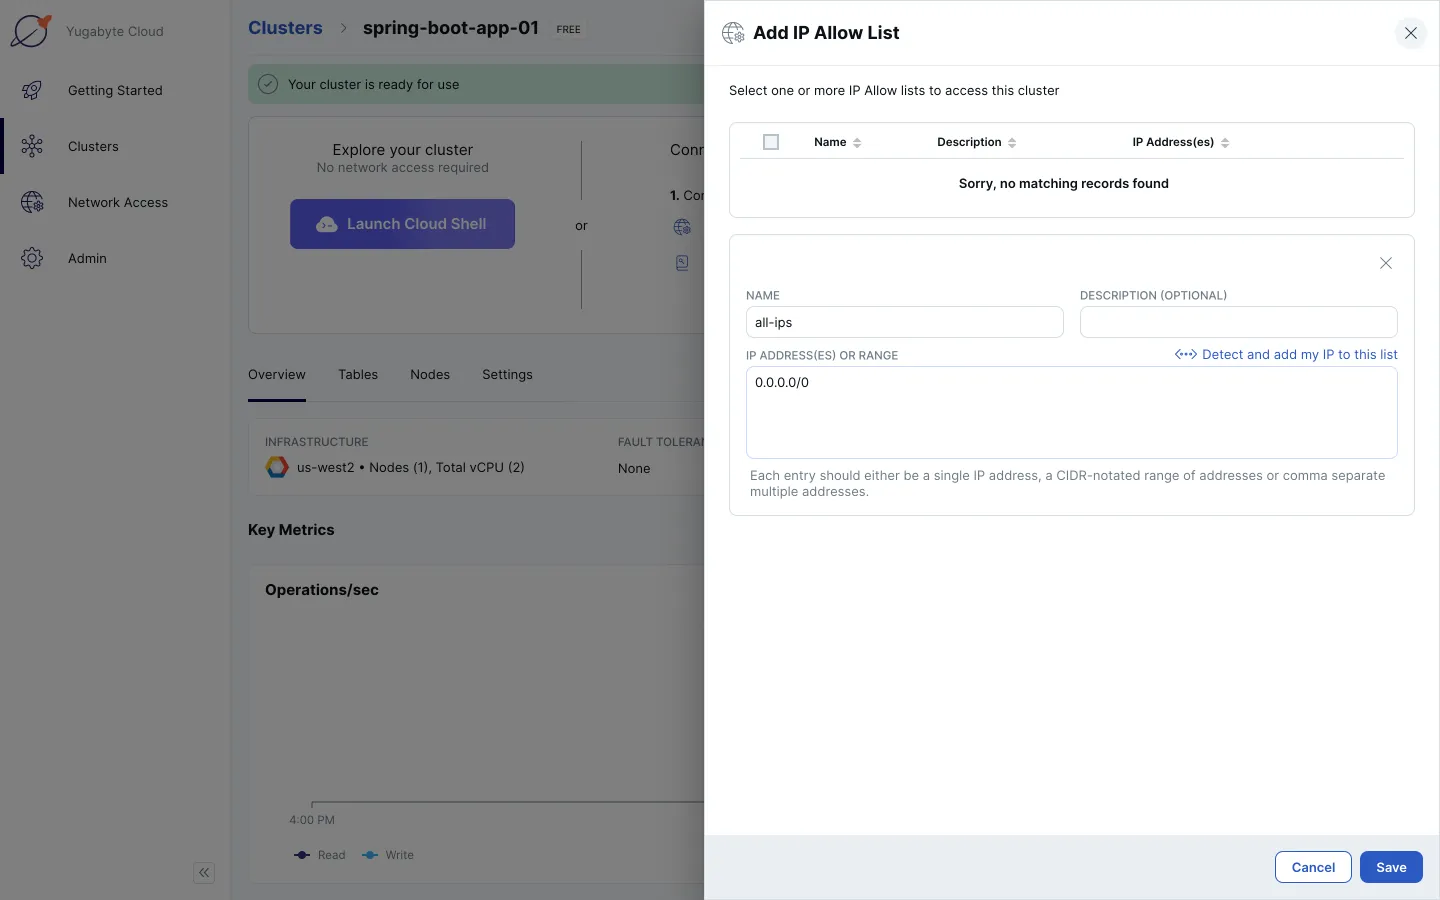 Yugabyte Cloud
Getting Started
Clusters
Network Access
Admin
Clusters > spring-boot-app-01 FREE
Your cluster is ready for use
Explore your cluster
No network access required
Launch Cloud Shell
or
Conn
1. Con
Overview Tables Nodes Settings
INFRASTRUCTURE
us-west2 • Nodes (1), Total vCPU (2)
FAULT TOLERAN
None
Key Metrics
Operations/sec
4:00 PM
Read Write
Add IP Allow List
Select one or more IP Allow lists to access this cluster
Name Description IP Address(es)
Sorry, no matching records found
NAME
all-ips
DESCRIPTION (OPTIONAL)
IP ADDRESS(ES) OR RANGE
Detect and add my IP to this list
0.0.0.0/0
Each entry should either be a single IP address, a CIDR-notated range of addresses or comma separate
multiple addresses.
Cancel Save